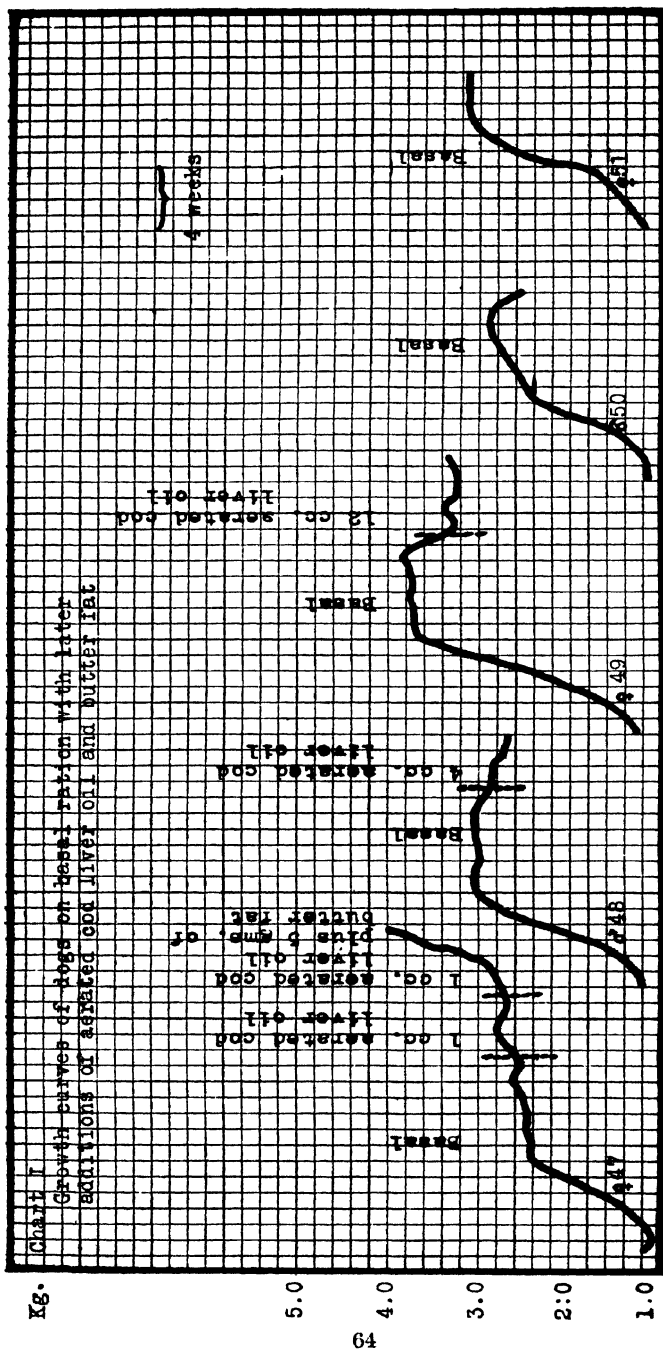 Kg.
Chart I
Growth curves of dogs on basal ration with later
additions of aerated cod liver oil and butter fat
4 weeks
5.0
4.0
3.0
2:0
1.0
Basal
1 cc. aerated cod
liver oil
1 cc. aerated cod
liver oil
plus 5 gms. of
butter fat
♀47
Basal
4 cc. aerated cod
liver oil
♂48
Basal
12 cc. aerated cod
liver oil
♀49
Basal
50
Basal
♀51
64